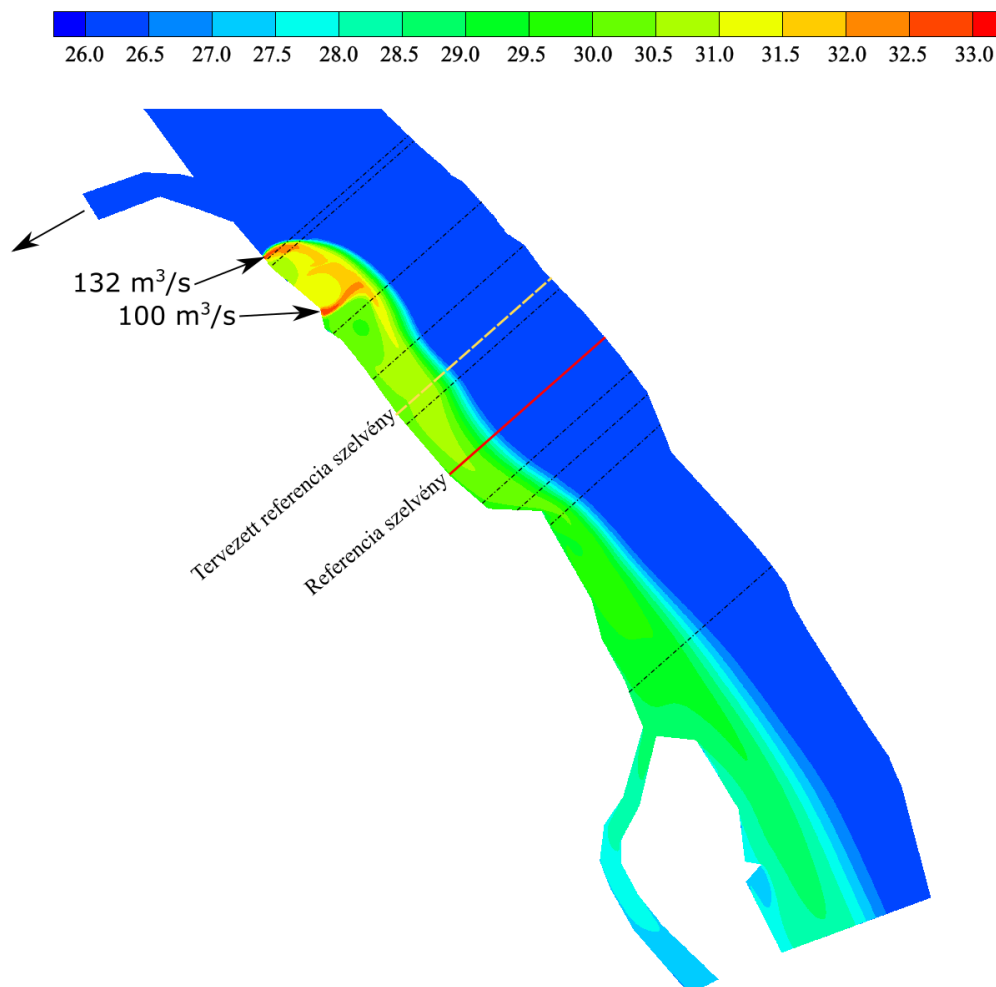 26.0 26.5 27.0 27.5 28.0 28.5 29.0 29.5 30.0 30.5 31.0 31.5 32.0 32.5 33.0
132 m³/s
100 m³/s
Tervezett referencia szelvény
Referencia szelvény